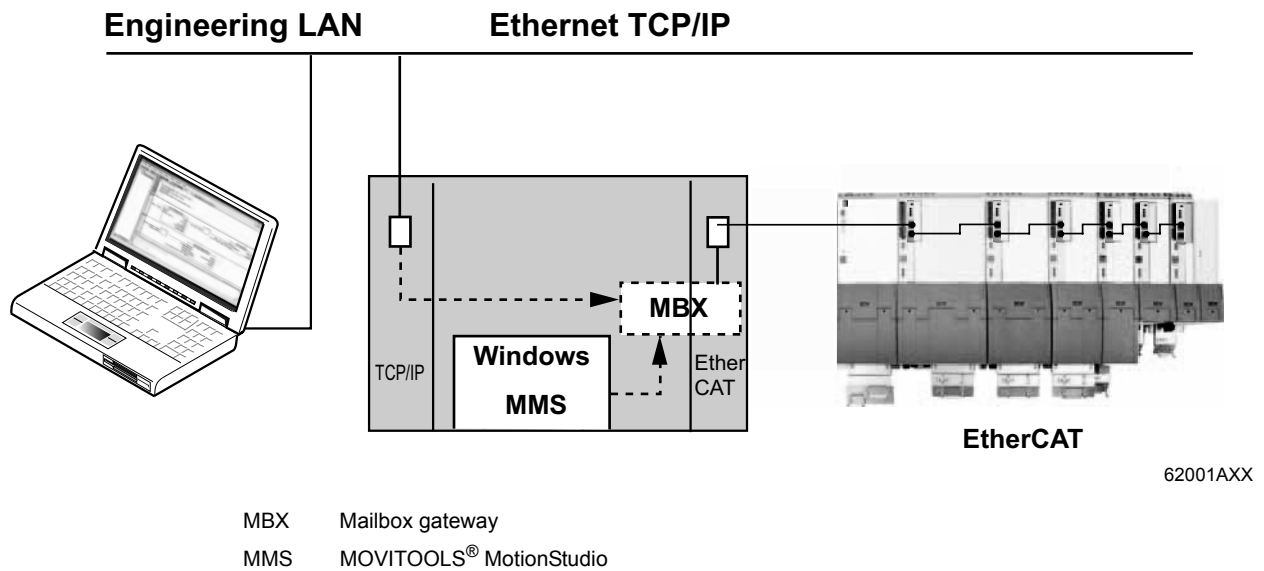 Engineering LAN Ethernet TCP/IP
MBX
Windows
MMS
TCP/IP
Ether
CAT
EtherCAT
62001AXX
MBX Mailbox gateway
MMS MOVITOOLS® MotionStudio